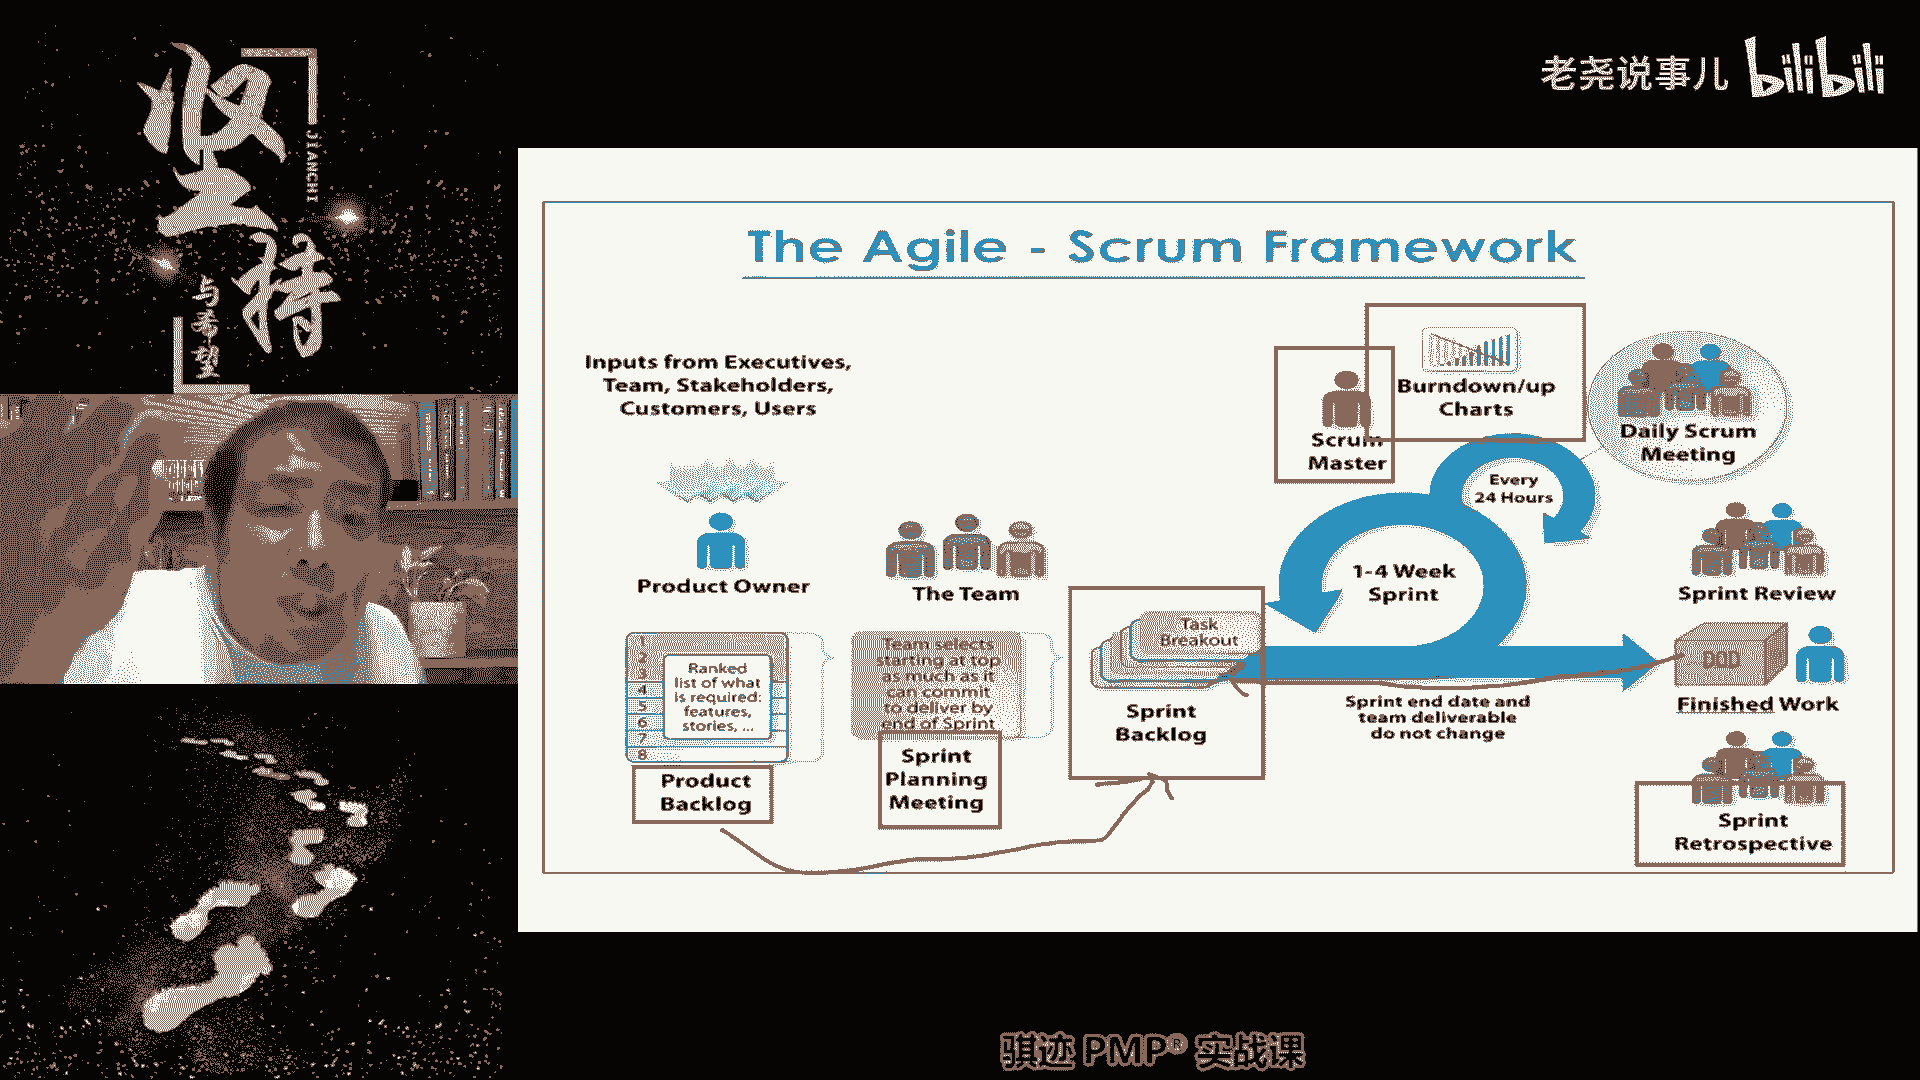 坚持
JIANCHI
与希望
老尧说事儿 bilibili
The Agile - Scrum Framework
Inputs from Executives,
Team, Stakeholders,
Customers, Users
Product Owner
The Team
1
2
3
4
5
6
7
8
Ranked
list of what
is required:
features,
stories, ...
Product
Backlog
Team selects
starting at top
as much as it
can commit
to deliver by
end of Sprint
Sprint
Planning
Meeting
Task
Breakout
Sprint
Backlog
Scrum
Master
Burndown/up
Charts
Every
24 Hours
1-4 Week
Sprint
Sprint end date and
team deliverable
do not change
Daily Scrum
Meeting
Sprint Review
DOD
Finished Work
Sprint
Retrospective
骐迹 PMP® 实战课